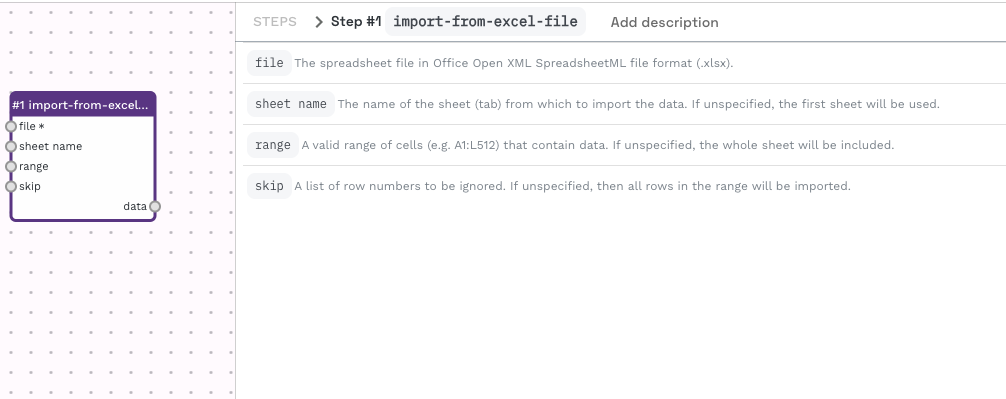 STEPS > Step #1 import-from-excel-file Add description
file The spreadsheet file in Office Open XML SpreadsheetML file format (.xlsx).
sheet name The name of the sheet (tab) from which to import the data. If unspecified, the first sheet will be used.
range A valid range of cells (e.g. A1:L512) that contain data. If unspecified, the whole sheet will be included.
skip A list of row numbers to be ignored. If unspecified, then all rows in the range will be imported.
#1 import-from-excel...
file *
sheet name
range
skip
data